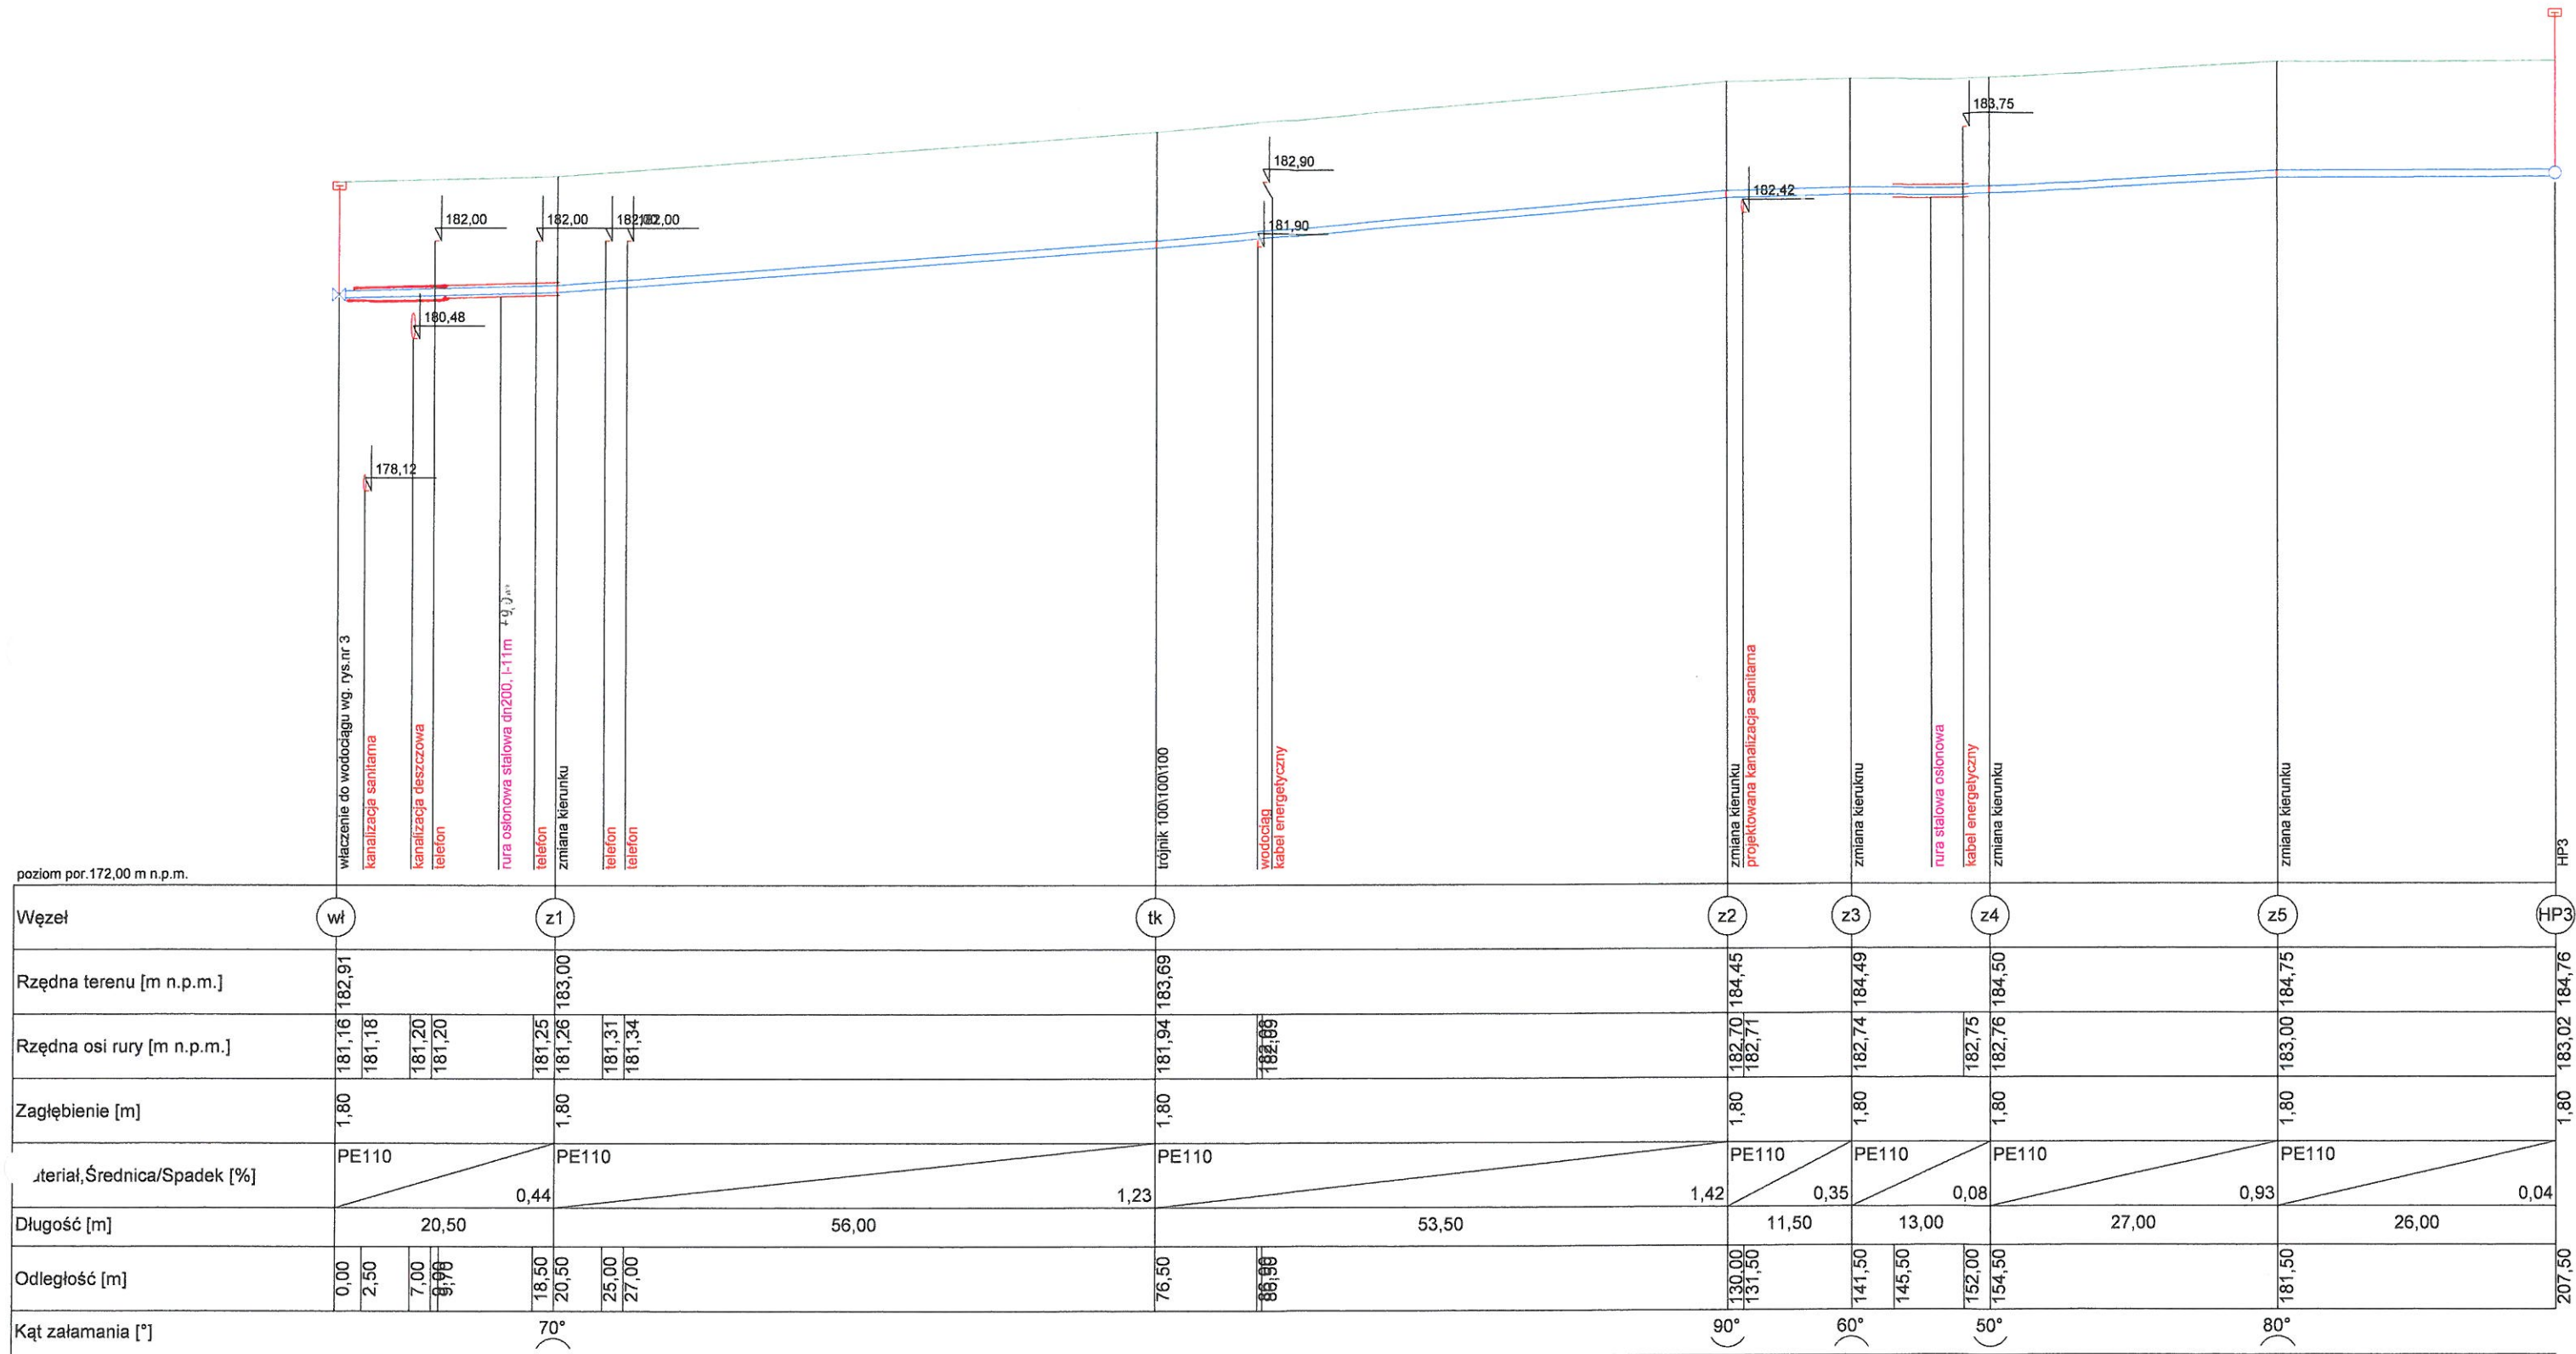 183,75
182,90
182,42
182,00
182,00
182,00
181,90
180,48
178,12
właczenie do wodociągu wg. rys.nr 3
kanalizacja sanitarna
kanalizacja deszczowa
telefon
rura osłonowa stalowa dn200, l-11m
telefon
zmiana kierunku
telefon
telefon
trójnik 100\100\100\100
wodociąg
kabel energetyczny
zmiana kierunku
projektowana kanalizacja sanitarna
zmiana kieruknu
rura stalowa osłonowa
kabel energetyczny
zmiana kierunku
zmiana kierunku
HP3
poziom por.172,00 m n.p.m.
Węzeł wł z1 tk z2 z3 z4 z5 HP3
Rzędna terenu [m n.p.m.] 182,91 183,00 183,69 184,45 184,49 184,50 184,75 184,76
Rzędna osi rury [m n.p.m.] 181,16 181,18 181,20 181,20 181,25 181,26 181,31 181,34 181,94 182,70 182,71 182,74 182,75 182,76 183,00 183,02
Zagłębienie [m] 1,80 1,80 1,80 1,80 1,80 1,80 1,80 1,80
PE110 PE110 PE110 PE110 PE110 PE110 PE110
teriał,Średnica/Spadek [%] 0,44 1,23 1,42 0,35 0,08 0,93 0,04
Długość [m] 20,50 56,00 53,50 11,50 13,00 27,00 26,00
Odległość [m] 0,00 2,50 7,00 18,50 20,50 25,00 27,00 76,50 130,00 131,50 141,50 145,50 152,00 154,50 181,50 207,50
Kąt załamania [°] 70° 90° 60° 50° 80°